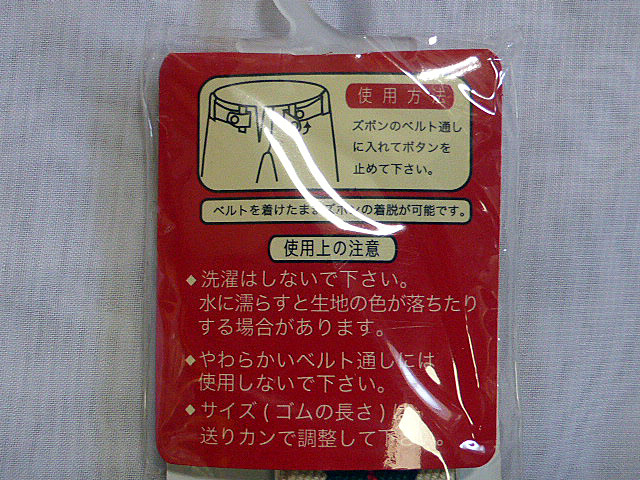 使用方法
ズボンのベルト通し
に入れてボタンを
止めて下さい。
ベルトを着けたままズボンの着脱が可能です。
使用上の注意
◆洗濯はしないで下さい。
水に濡らすと生地の色が落ちたり
する場合があります。
◆やわらかいベルト通しには
使用しないで下さい。
◆サイズ(ゴムの長さ)は、
送りカンで調整して下さい。